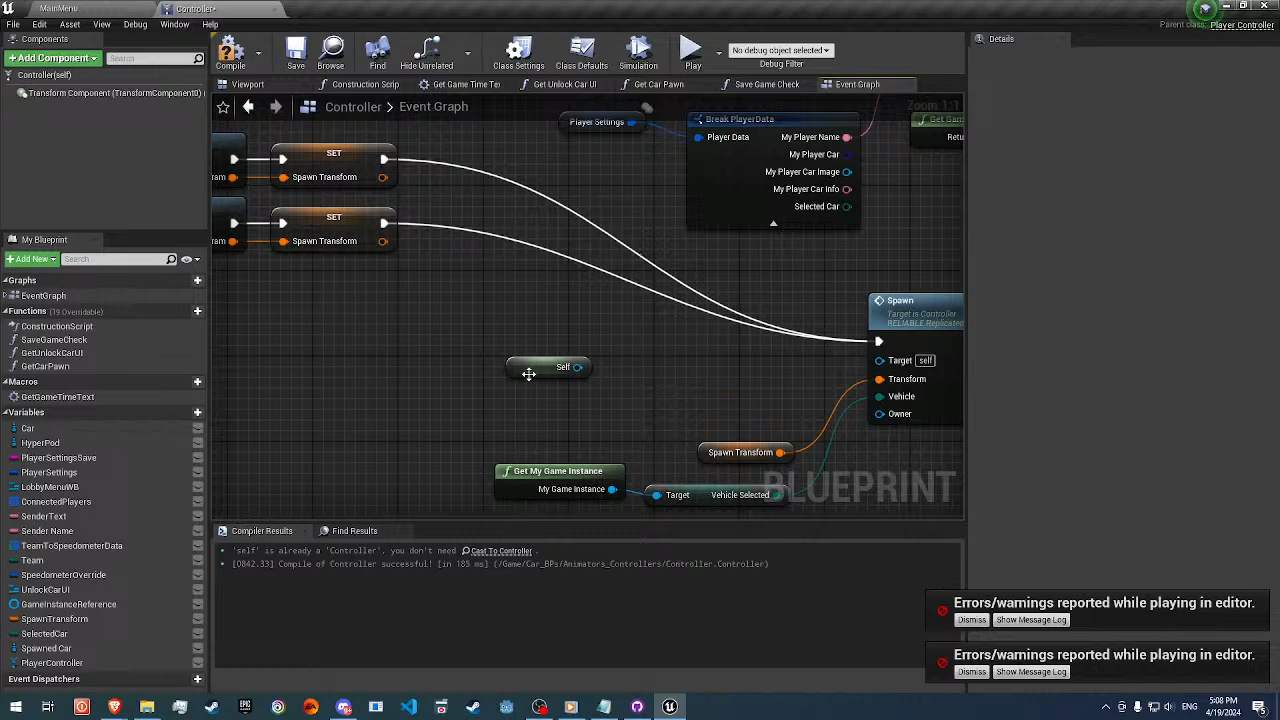 MainMenu
Controller*
File Edit Asset View Debug Window Help
Parent class: Player Controller
Components
Details
+ Add Component
Search
Compile
Save
Browse
Find
Hide Unrelated
Class Settings
Class Defaults
Simulation
Play
No debug object selected
Debug Filter
Controller(self)
Transform Component (TransformComponent0)
Viewport
Construction Scrip
Get Game Time Te
Get Unlock Car UI
Get Car Pawn
Save Game Check
Event Graph
Controller > Event Graph
Zoom 1:1
SET
Spawn Transform
SET
Spawn Transform
ram
ram
Player Settings
Break PlayerData
Player Data
My Player Name
My Player Car
My Player Car Image
My Player Car Info
Selected Car
Get Gam
Retu
Spawn
Target is Controller
RELIABLE Replicated
Target self
Transform
Vehicle
Owner
Self
Spawn Transform
Get My Game Instance
My Game Instance
Target Vehicle Selected
BLUEPRINT
My Blueprint
+ Add New
Search
Graphs
EventGraph
Functions (19 Overridable)
ConstructionScript
SaveGameCheck
GetUnlockCarUI
GetCarPawn
Macros
GetGameTimeText
Variables
Car
HyperPod
PlayerSettingsSave
PlayerSettings
LobbyMenuWB
ConnectedPlayers
SenderText
Sender Name
TeamToSpeedometerData
Team
SpeedometerOverride
UnlockCarUI
GameInstanceReference
SpawnTransform
SelectedCar
Spawned Car
PlayerController
Event Dispatchers
Compiler Results
Find Results
'self' is already a 'Controller', you don't need Cast To Controller .
[0842.33] Compile of Controller successful! [in 185 ms] (/Game/Car_BPs/Animators_Controllers/Controller.Controller)
Errors/warnings reported while playing in editor.
Dismiss Show Message Log
Errors/warnings reported while playing in editor.
Dismiss Show Message Log
5:08 PM
4/19/2024